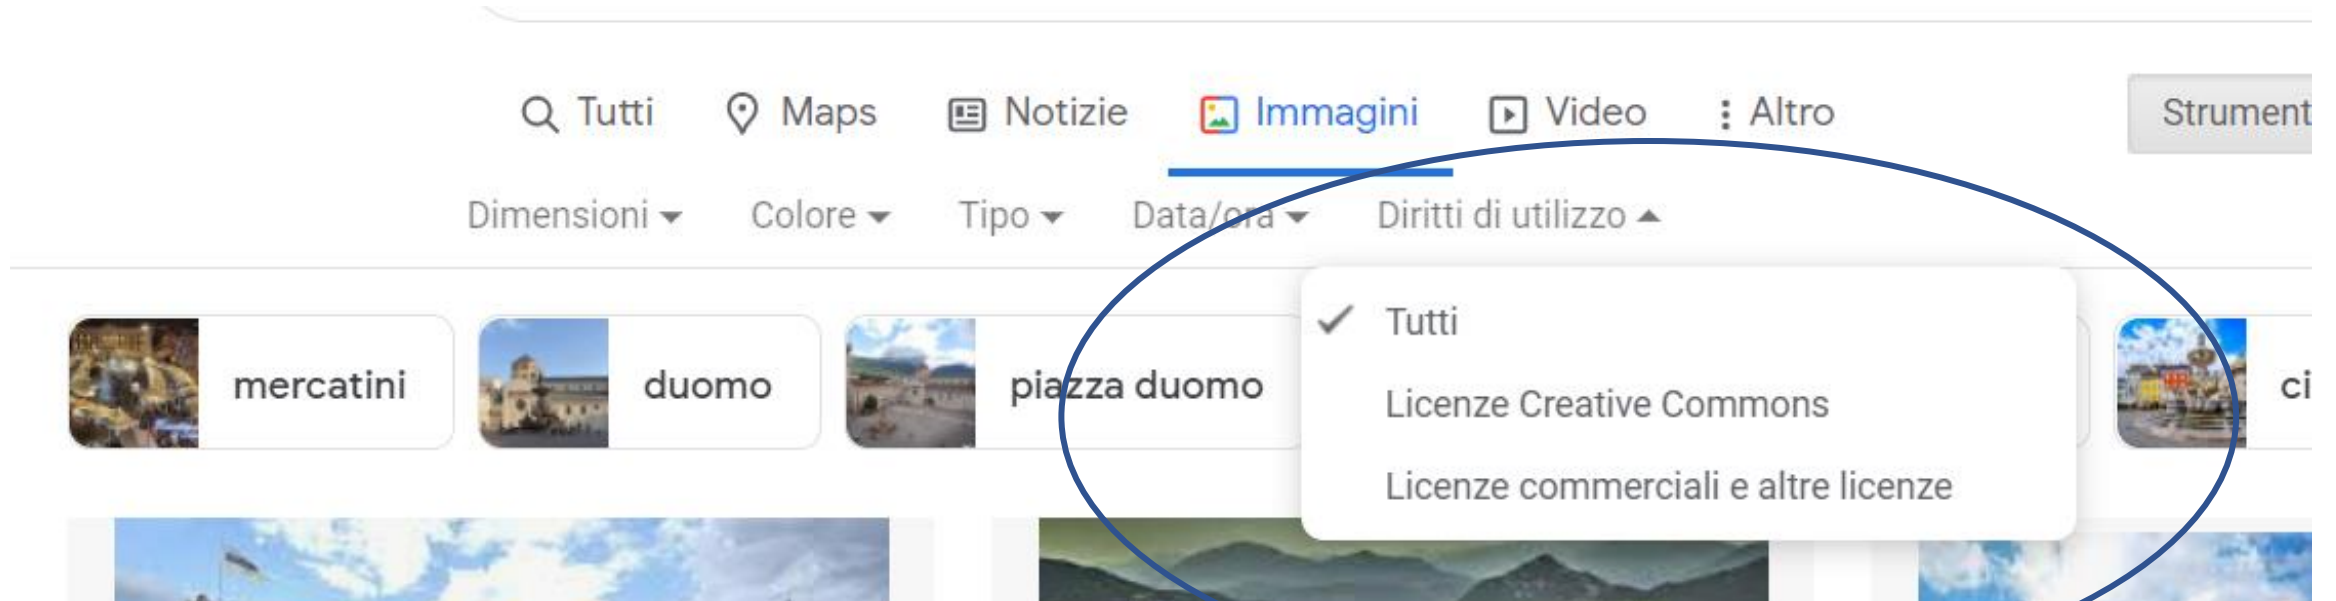 Tutti Maps Notizie Immagini Video Altro Strument
Dimensioni Colore Tipo Data/ora Diritti di utilizzo
Tutti
mercatini duomo piazza duomo ci
Licenze Creative Commons
Licenze commerciali e altre licenze